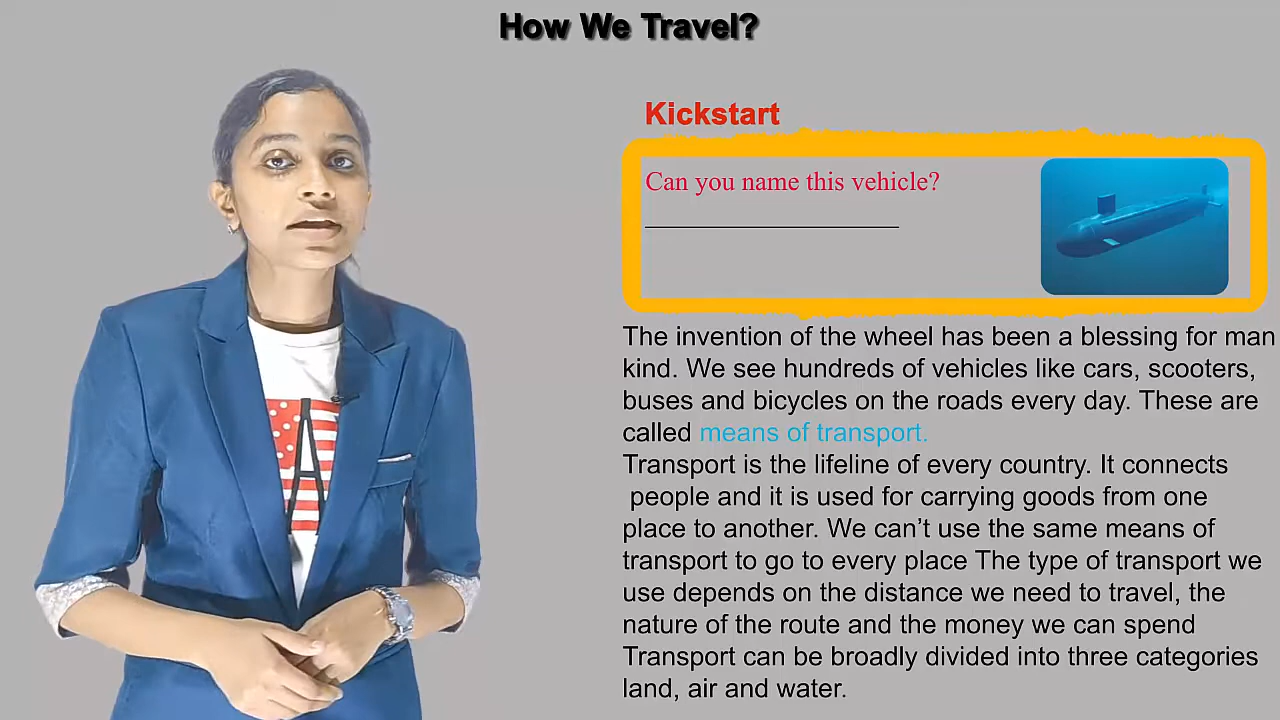 How We Travel?
Kickstart
Can you name this vehicle?
The invention of the wheel has been a blessing for man
kind. We see hundreds of vehicles like cars, scooters,
buses and bicycles on the roads every day. These are
called means of transport.
Transport is the lifeline of every country. It connects
people and it is used for carrying goods from one
place to another. We can’t use the same means of
transport to go to every place The type of transport we
use depends on the distance we need to travel, the
nature of the route and the money we can spend
Transport can be broadly divided into three categories
land, air and water.
A